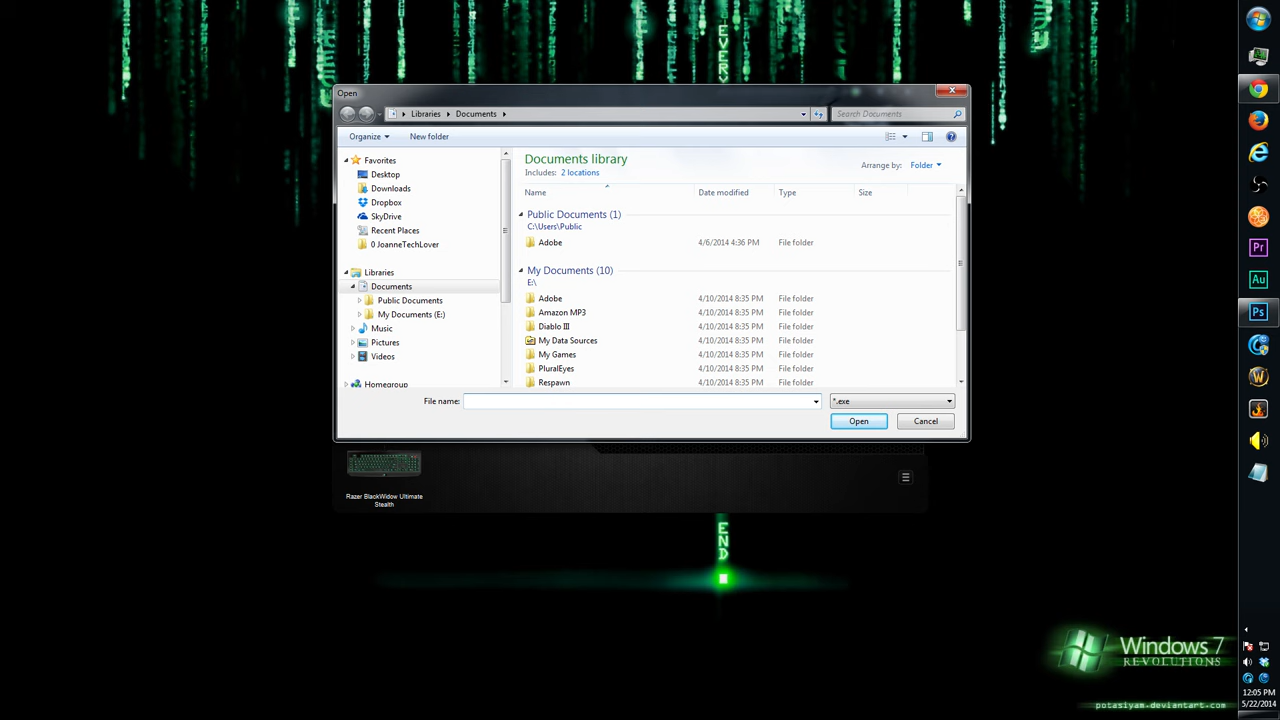 EVERY
Open
Libraries Documents
Search Documents
Organize New folder
Favorites
Desktop
Downloads
Dropbox
SkyDrive
Recent Places
0 JoanneTechLover
Libraries
Documents
Public Documents
My Documents (E:)
Music
Pictures
Videos
Homegroup
Documents library
Includes: 2 locations
Arrange by: Folder
Name Date modified Type Size
Public Documents (1)
C:\Users\Public
Adobe 4/6/2014 4:36 PM File folder
My Documents (10)
E:\
Adobe 4/10/2014 8:35 PM File folder
Amazon MP3 4/10/2014 8:35 PM File folder
Diablo III 4/10/2014 8:35 PM File folder
My Data Sources 4/10/2014 8:35 PM File folder
My Games 4/10/2014 8:35 PM File folder
PluralEyes 4/10/2014 8:35 PM File folder
Respawn 4/10/2014 8:35 PM File folder
File name: *.exe
Open Cancel
Razer BlackWidow Ultimate
Stealth
END
Windows 7
REVOLUTIONS
potasiyam-deviantart.com
Pr
Au
Ps
12:05 PM
5/22/2014